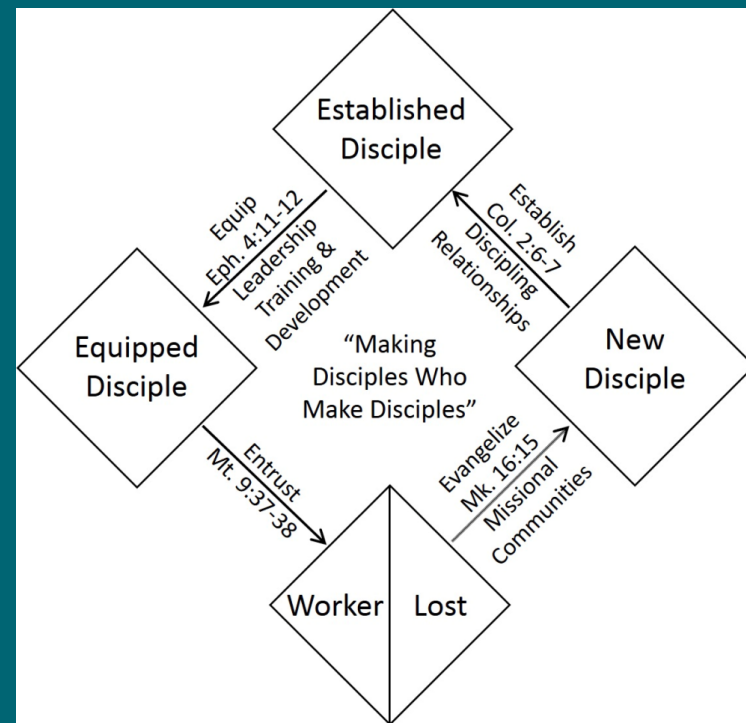 Established
Disciple
Equip
Eph. 4:11-12
Leadership
Training &
Development
Establish
Col. 2:6-7
Discipling
Relationships
Equipped
Disciple
“Making
Disciples Who
Make Disciples”
New
Disciple
Entrust
Mt. 9:37-38
Evangelize
Mk. 16:15
Missional
Communities
Worker
Lost